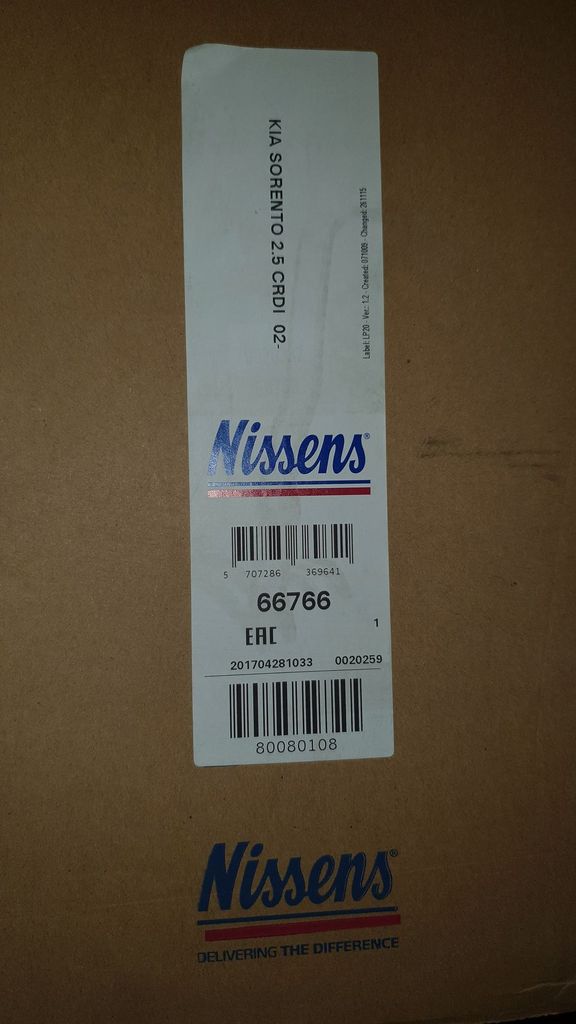 KIA SORENTO 2.5 CRDI 02-
Label: LP20 - Ver.: 1.2 - Created: 071005 - Changed: 261115
Nissens®
5 707286 369641
66766
EAC
1
201704281033 0020259
80080108
Nissens®
DELIVERING THE DIFFERENCE